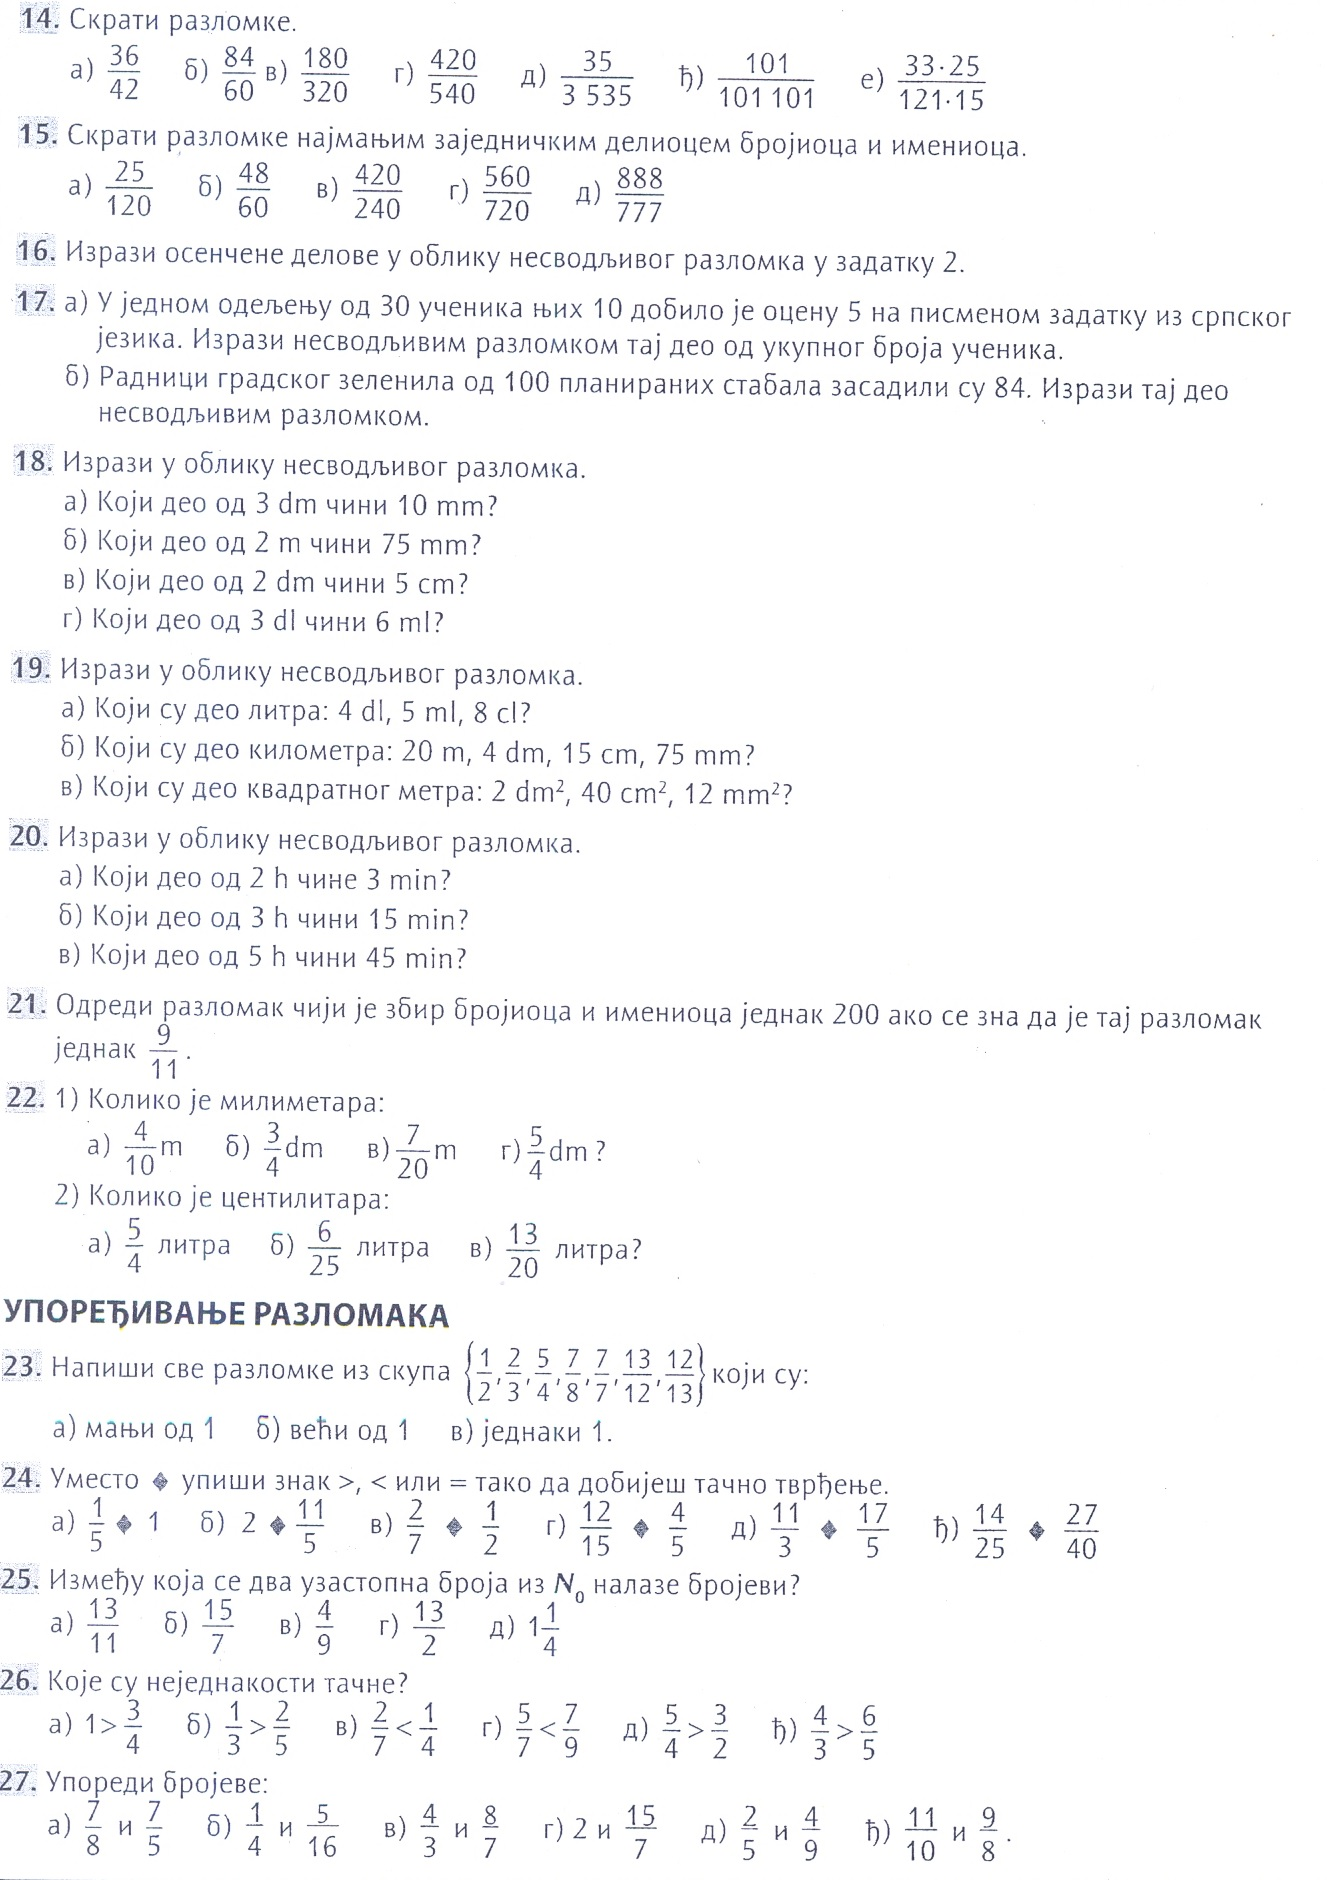 14. Скрати разломке.
а) 36/42 б) 84/60 в) 180/320 г) 420/540 д) 35/3 535 ђ) 101/101 101 е) 33·25/121·15
15. Скрати разломке најмањим заједничким делиоцем бројиоца и имениоца.
а) 25/120 б) 48/60 в) 420/240 г) 560/720 д) 888/777
16. Изрази осенчене делове у облику несводљивог разломка у задатку 2.
17. а) У једном одељењу од 30 ученика њих 10 добило је оцену 5 на писменом задатку из српског
језика. Изрази несводљивим разломком тај део од укупног броја ученика.
б) Радници градског зеленила од 100 планираних стабала засадили су 84. Изрази тај део
несводљивим разломком.
18. Изрази у облику несводљивог разломка.
а) Који део од 3 dm чини 10 mm?
б) Који део од 2 m чини 75 mm?
в) Који део од 2 dm чини 5 cm?
г) Који део од 3 dl чини 6 ml?
19. Изрази у облику несводљивог разломка.
а) Који су део литра: 4 dl, 5 ml, 8 cl?
б) Који су део километра: 20 m, 4 dm, 15 cm, 75 mm?
в) Који су део квадратног метра: 2 dm², 40 cm², 12 mm²?
20. Изрази у облику несводљивог разломка.
а) Који део од 2 h чине 3 min?
б) Који део од 3 h чини 15 min?
в) Који део од 5 h чини 45 min?
21. Одреди разломак чији је збир бројиоца и имениоца једнак 200 ако се зна да је тај разломак
једнак 9/11.
22. 1) Колико је милиметара:
а) 4/10 m б) 3/4 dm в) 7/20 m г) 5/4 dm ?
2) Колико је центилитара:
а) 5/4 литра б) 6/25 литра в) 13/20 литра?
УПОРЕЂИВАЊЕ РАЗЛОМАКА
23. Напиши све разломке из скупа {1/2, 2/3, 5/4, 7/8, 7/7, 13/12, 12/13} који су:
а) мањи од 1 б) већи од 1 в) једнаки 1.
24. Уместо ◆ упиши знак >, < или = тако да добијеш тачно тврђење.
а) 1/5 ◆ 1 б) 2 ◆ 11/5 в) 2/7 ◆ 1/2 г) 12/15 ◆ 4/5 д) 11/3 ◆ 17/5 ђ) 14/25 ◆ 27/40
25. Између која се два узастопна броја из N₀ налазе бројеви?
а) 13/11 б) 15/7 в) 4/9 г) 13/2 д) 1 1/4
26. Које су неједнакости тачне?
а) 1 > 3/4 б) 1/3 > 2/5 в) 2/7 < 1/4 г) 5/7 < 7/9 д) 5/4 > 3/2 ђ) 4/3 > 6/5
27. Упореди бројеве:
а) 7/8 и 7/5 б) 1/4 и 5/16 в) 4/3 и 8/7 г) 2 и 15/7 д) 2/5 и 4/9 ђ) 11/10 и 9/8.